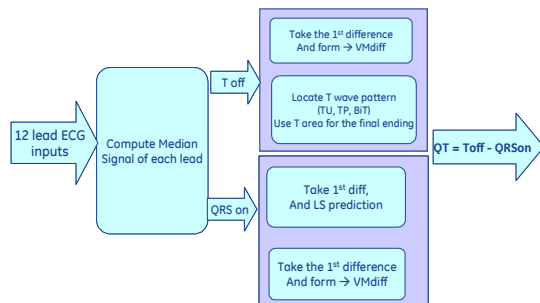 12 lead ECG
inputs
Compute Median
Signal of each lead
T off
QRS on
Take the 1st difference
And form → VMdiff
Locate T wave pattern
(TU, TP, BiT)
Use T area for the final ending
Take 1st diff,
And LS prediction
Take the 1st difference
And form → VMdiff
QT = Toff - QRSon